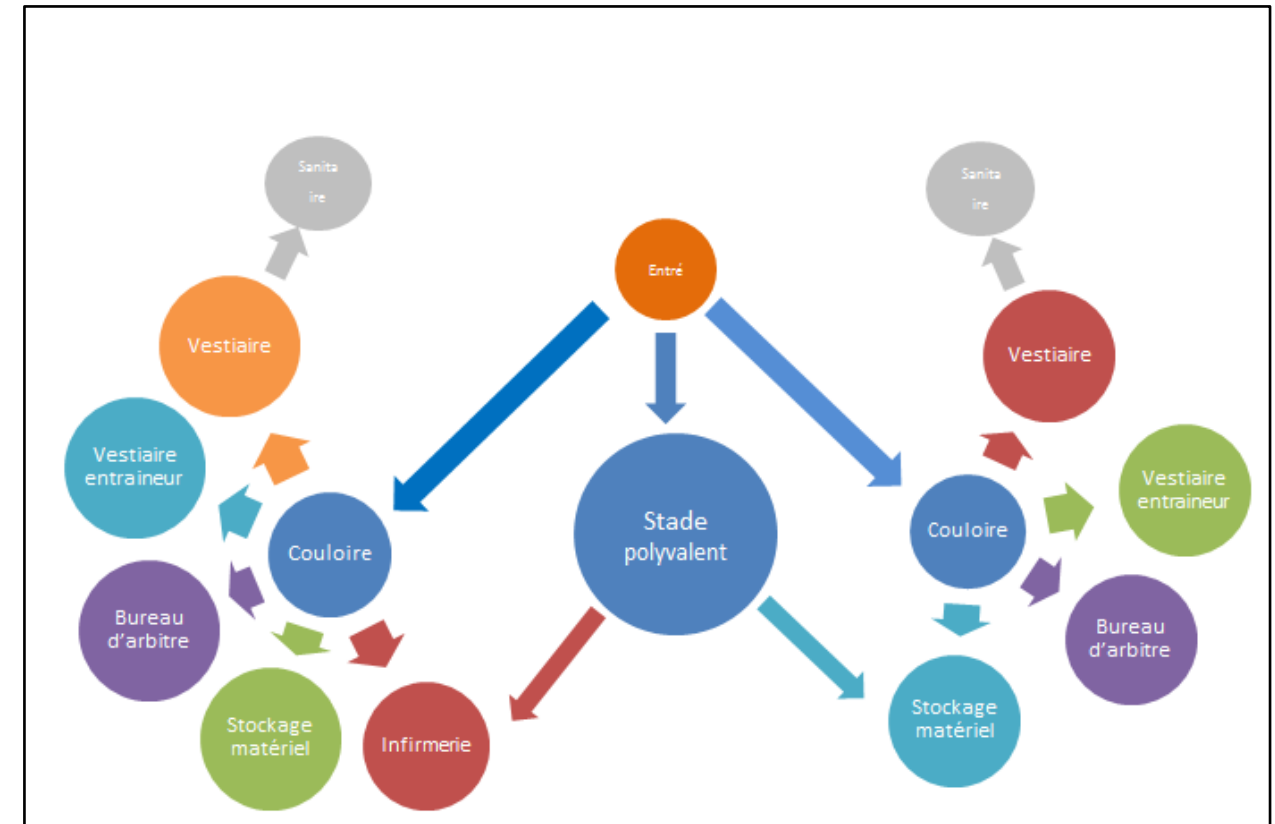 Sanita
ire
Sanita
ire
Entré
Vestiaire
Vestiaire
Vestiaire
entraineur
Vestiaire
entraineur
Stade
polyvalent
Couloire
Couloire
Bureau
d'arbitre
Bureau
d'arbitre
Stockage
matériel
Infirmerie
Stockage
matériel